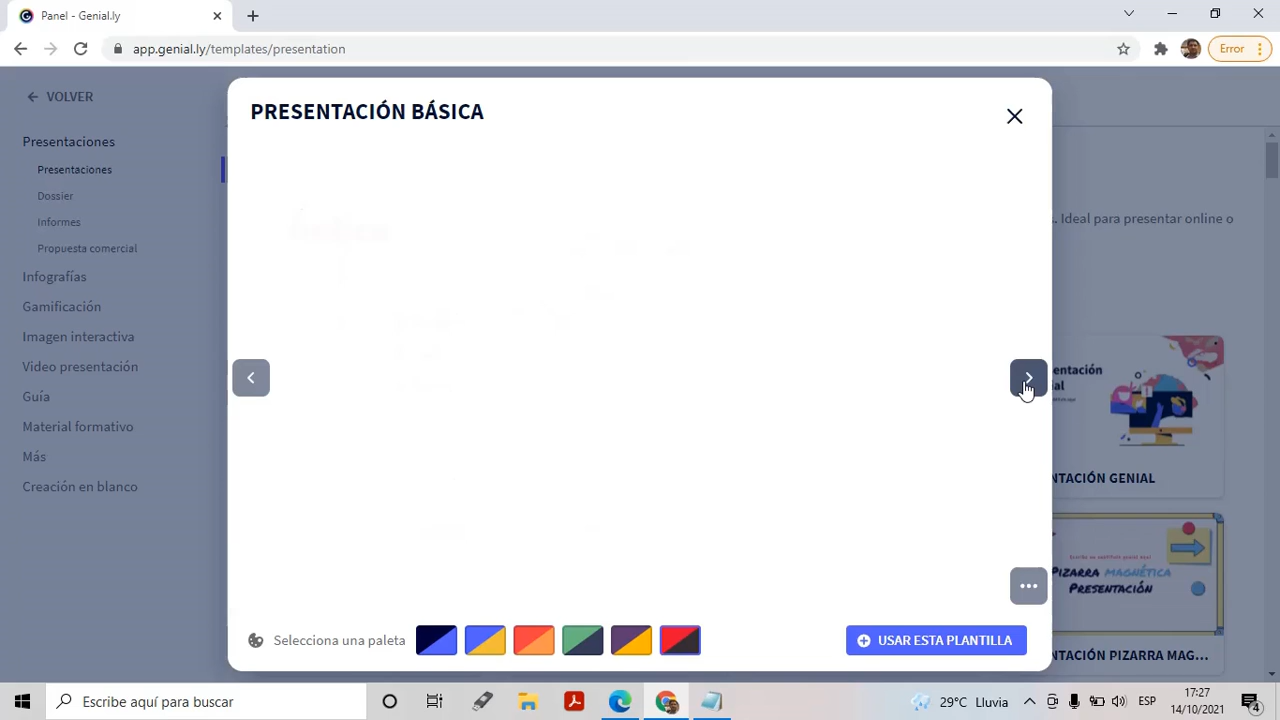 Panel - Genial.ly
app.genial.ly/templates/presentation
Error
VOLVER
Presentaciones
Presentaciones
Dossier
Informes
Propuesta comercial
Infografías
Gamificación
Imagen interactiva
Video presentación
Guía
Material formativo
Más
Creación en blanco
PRESENTACIÓN BÁSICA
. Ideal para presentar online o
NTACIÓN GENIAL
Pizarra magnética
Presentación
NTACIÓN PIZARRA MAG...
Selecciona una paleta
USAR ESTA PLANTILLA
Escribe aquí para buscar
29°C Lluvia
ESP
17:27
14/10/2021
4